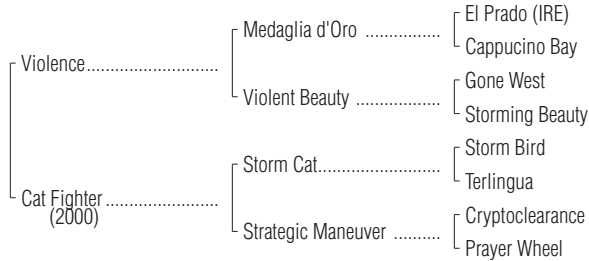 El Prado (IRE)
Medaglia d'Oro ..................
Cappucino Bay
Violence...........................
Gone West
Violent Beauty ..................
Storming Beauty
Storm Bird
Storm Cat.........................
Terlingua
Cat Fighter .......................
(2000)
Cryptoclearance
Strategic Maneuver ..........
Prayer Wheel